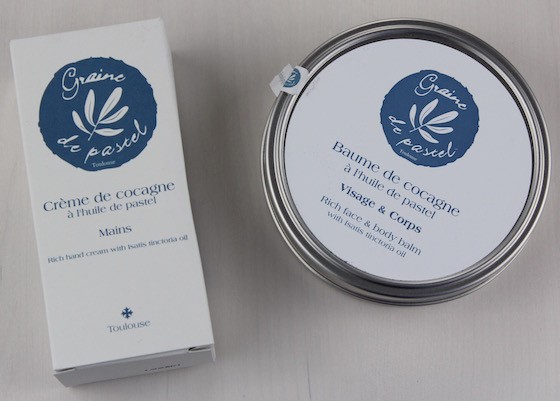 Graine
de pastel
Toulouse
Crème de cocagne
à l'huile de pastel
Mains
Rich hand cream with Isatis tinctoria oil
Toulouse
Graine
de pastel
Toulouse
Baume de cocagne
à l'huile de pastel
Visage & Corps
Rich face & body balm
with Isatis tinctoria oil